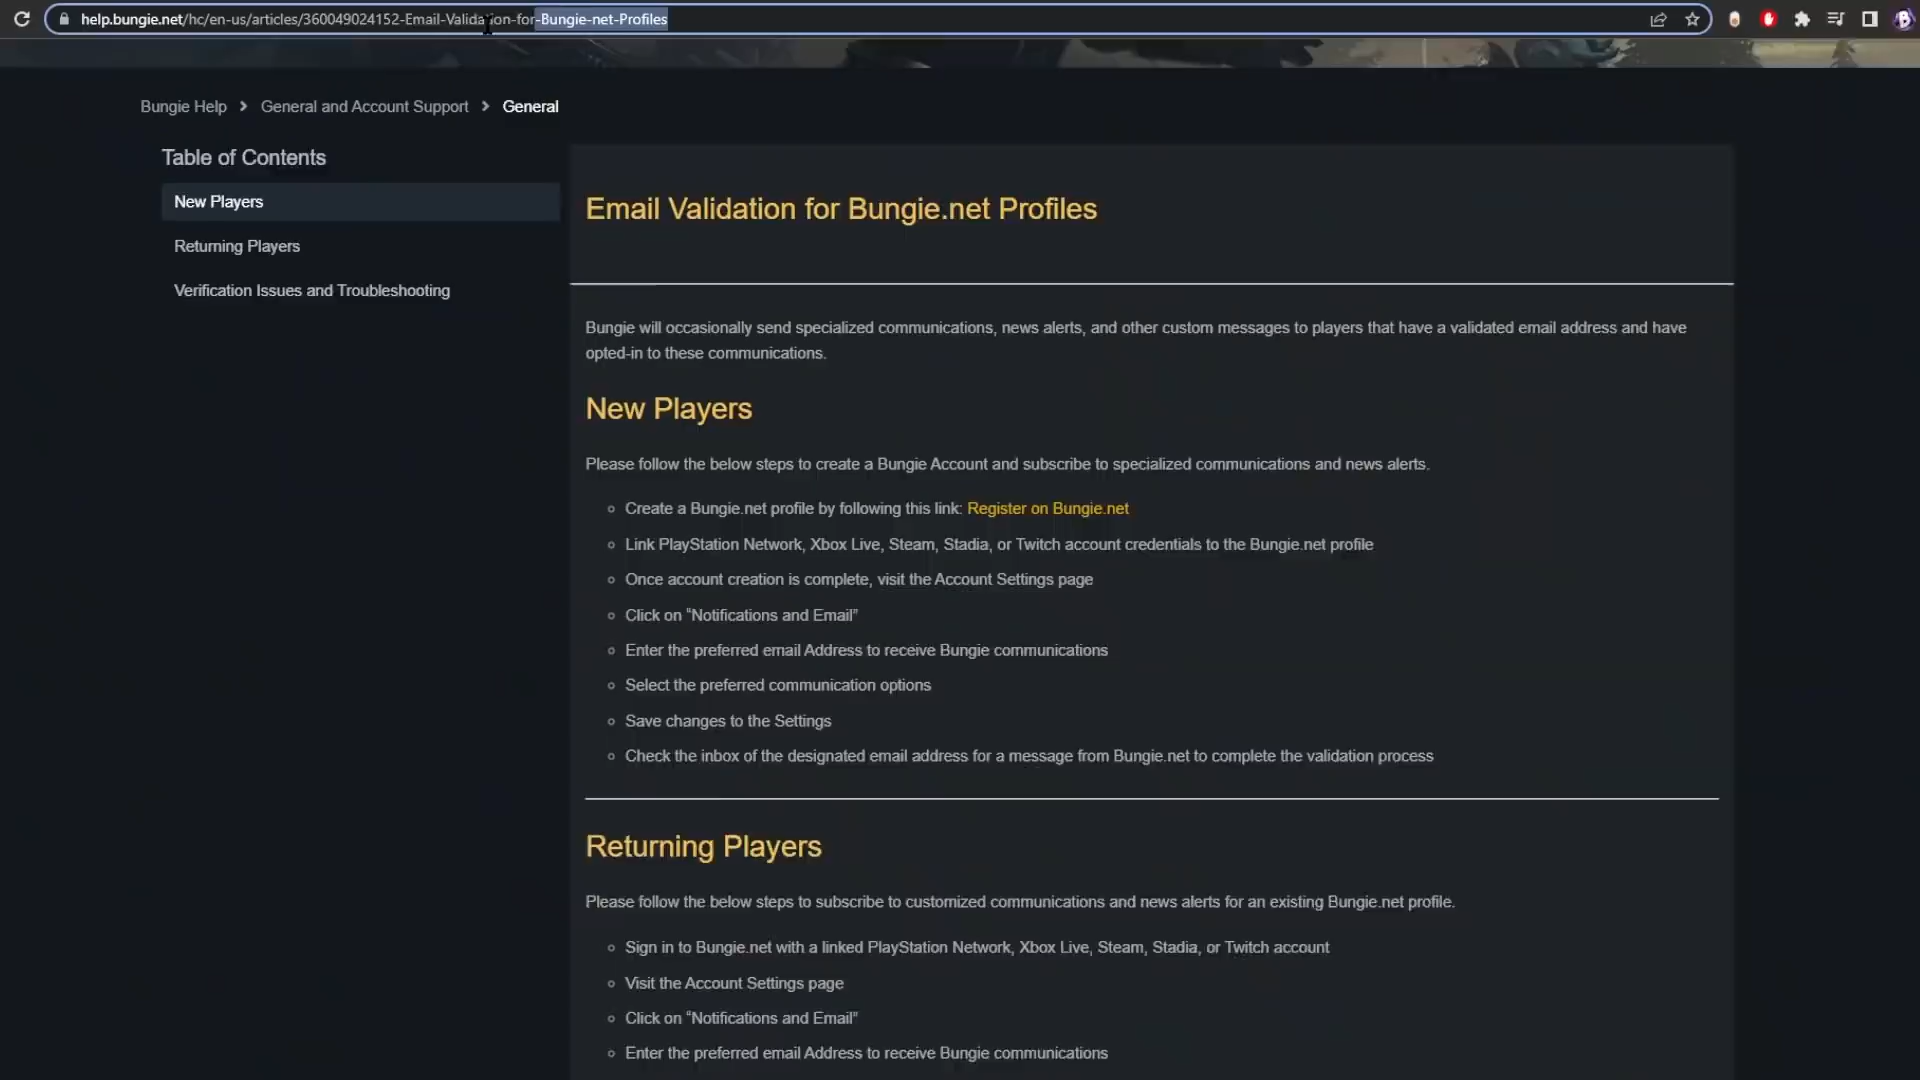 help.bungie.net/hc/en-us/articles/360049024152-Email-Validation-for-Bungie-net-Profiles
Bungie Help > General and Account Support > General
Table of Contents
New Players
Returning Players
Verification Issues and Troubleshooting
Email Validation for Bungie.net Profiles
Bungie will occasionally send specialized communications, news alerts, and other custom messages to players that have a validated email address and have
opted-in to these communications.
New Players
Please follow the below steps to create a Bungie Account and subscribe to specialized communications and news alerts.
Create a Bungie.net profile by following this link: Register on Bungie.net
Link PlayStation Network, Xbox Live, Steam, Stadia, or Twitch account credentials to the Bungie.net profile
Once account creation is complete, visit the Account Settings page
Click on “Notifications and Email”
Enter the preferred email Address to receive Bungie communications
Select the preferred communication options
Save changes to the Settings
Check the inbox of the designated email address for a message from Bungie.net to complete the validation process
Returning Players
Please follow the below steps to subscribe to customized communications and news alerts for an existing Bungie.net profile.
Sign in to Bungie.net with a linked PlayStation Network, Xbox Live, Steam, Stadia, or Twitch account
Visit the Account Settings page
Click on “Notifications and Email”
Enter the preferred email Address to receive Bungie communications